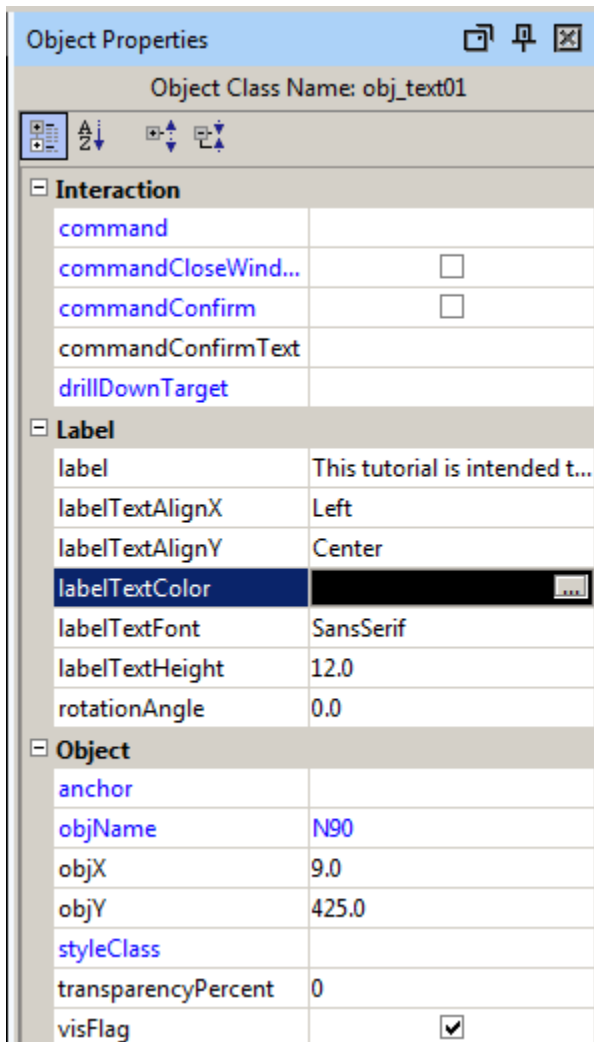 Object Properties
Object Class Name: obj_text01
Interaction
command
commandCloseWind...
commandConfirm
commandConfirmText
drillDownTarget
Label
label This tutorial is intended t...
labelTextAlignX Left
labelTextAlignY Center
labelTextColor ...
labelTextFont SansSerif
labelTextHeight 12.0
rotationAngle 0.0
Object
anchor
objName N90
objX 9.0
objY 425.0
styleClass
transparencyPercent 0
visFlag